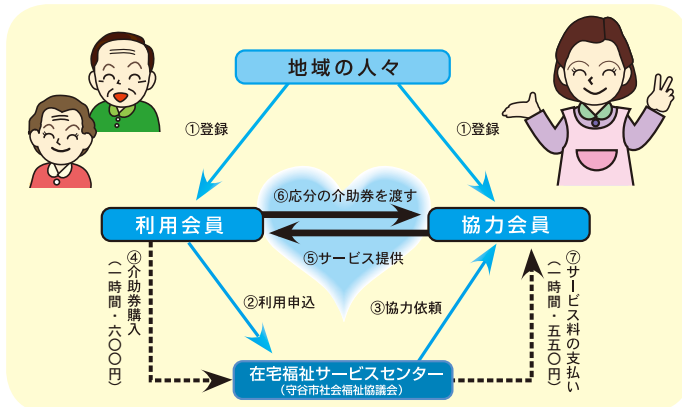 地域の人々
①登録
①登録
⑥応分の介助券を渡す
利用会員
協力会員
⑤サービス提供
④介助券購入
（一時間・六〇〇円）
②利用申込
③協力依頼
⑦サービス料の支払い
（一時間・五五〇円）
在宅福祉サービスセンター
（守谷市社会福祉協議会）